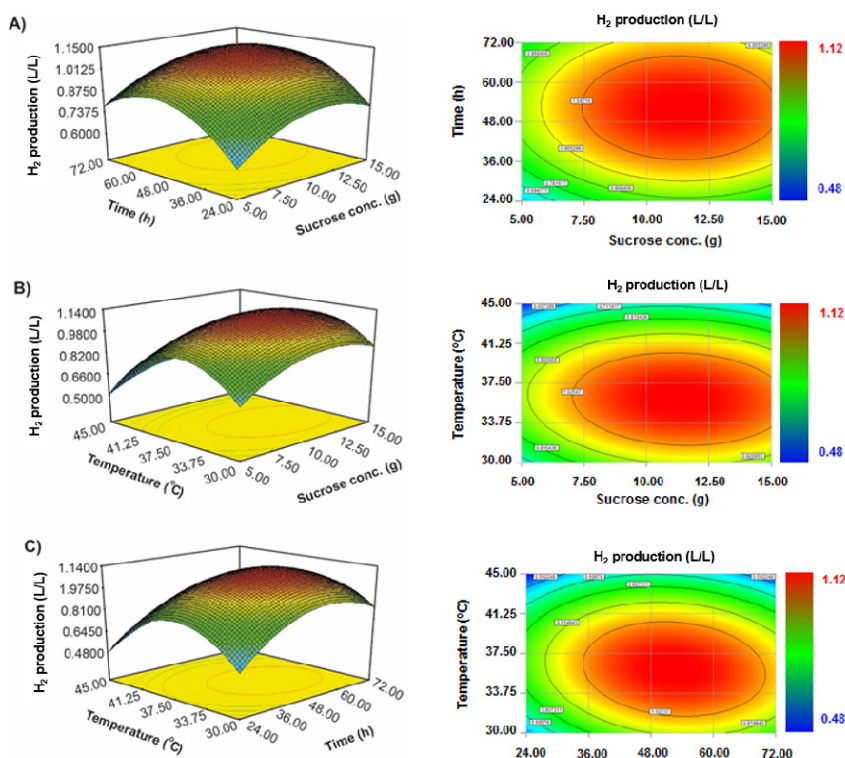 A)
H2 production (L/L)
1.1500
1.0125
0.8750
0.7375
0.6000
72.00
60.00
48.00
36.00
24.00
Time (h)
5.00
7.50
10.00
12.50
15.00
Sucrose conc. (g)
H2 production (L/L)
Time (h)
72.00
60.00
48.00
36.00
24.00
5.00 7.50 10.00 12.50 15.00
Sucrose conc. (g)
1.12
0.48
B)
H2 production (L/L)
1.1400
0.9800
0.8200
0.6600
0.5000
45.00
41.25
37.50
33.75
30.00
Temperature (°C)
5.00
7.50
10.00
12.50
15.00
Sucrose conc. (g)
H2 production (L/L)
Temperature (°C)
45.00
41.25
37.50
33.75
30.00
5.00 7.50 10.00 12.50 15.00
Sucrose conc. (g)
1.12
0.48
C)
H2 production (L/L)
1.1400
1.9750
0.8100
0.6450
0.4800
45.00
41.25
37.50
33.75
30.00
Temperature (°C)
24.00
36.00
48.00
60.00
72.00
Time (h)
H2 production (L/L)
Temperature (°C)
45.00
41.25
37.50
33.75
30.00
24.00 36.00 48.00 60.00 72.00
1.12
0.48